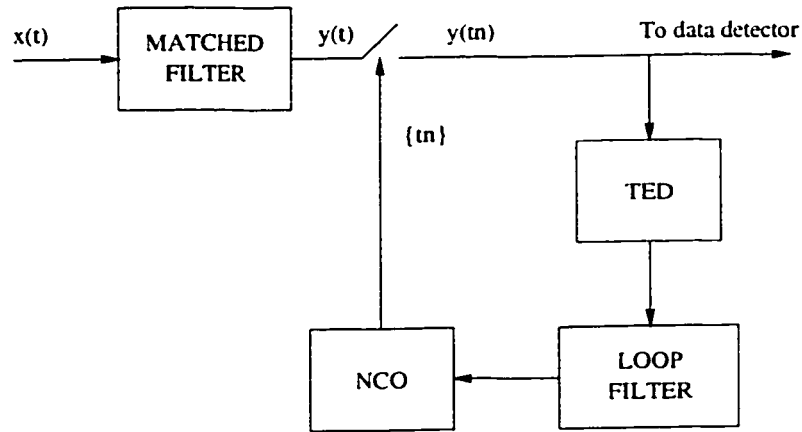 x(t)
MATCHED
FILTER
y(t)
y(tn)
To data detector
{tn}
TED
NCO
LOOP
FILTER